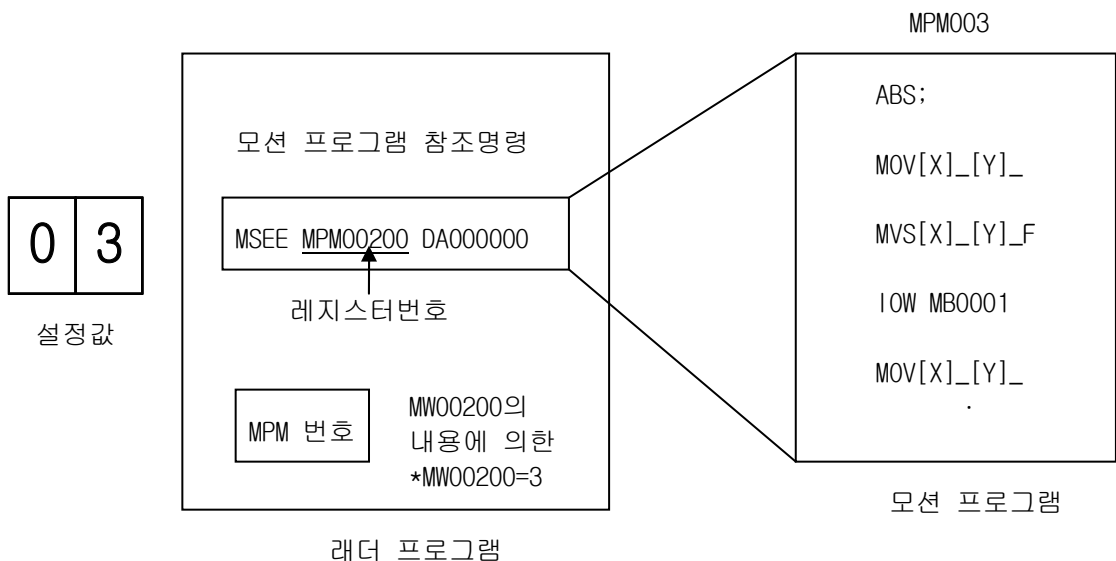 0 3
설정값
모션 프로그램 참조명령
MSEE MPM00200 DA000000
레지스터번호
MPM 번호
MW00200의
내용에 의한
*MW00200=3
래더 프로그램
MPM003
ABS;
MOV[X]_[Y]_
MVS[X]_[Y]_F
IOW MB0001
MOV[X]_[Y]_
.
모션 프로그램